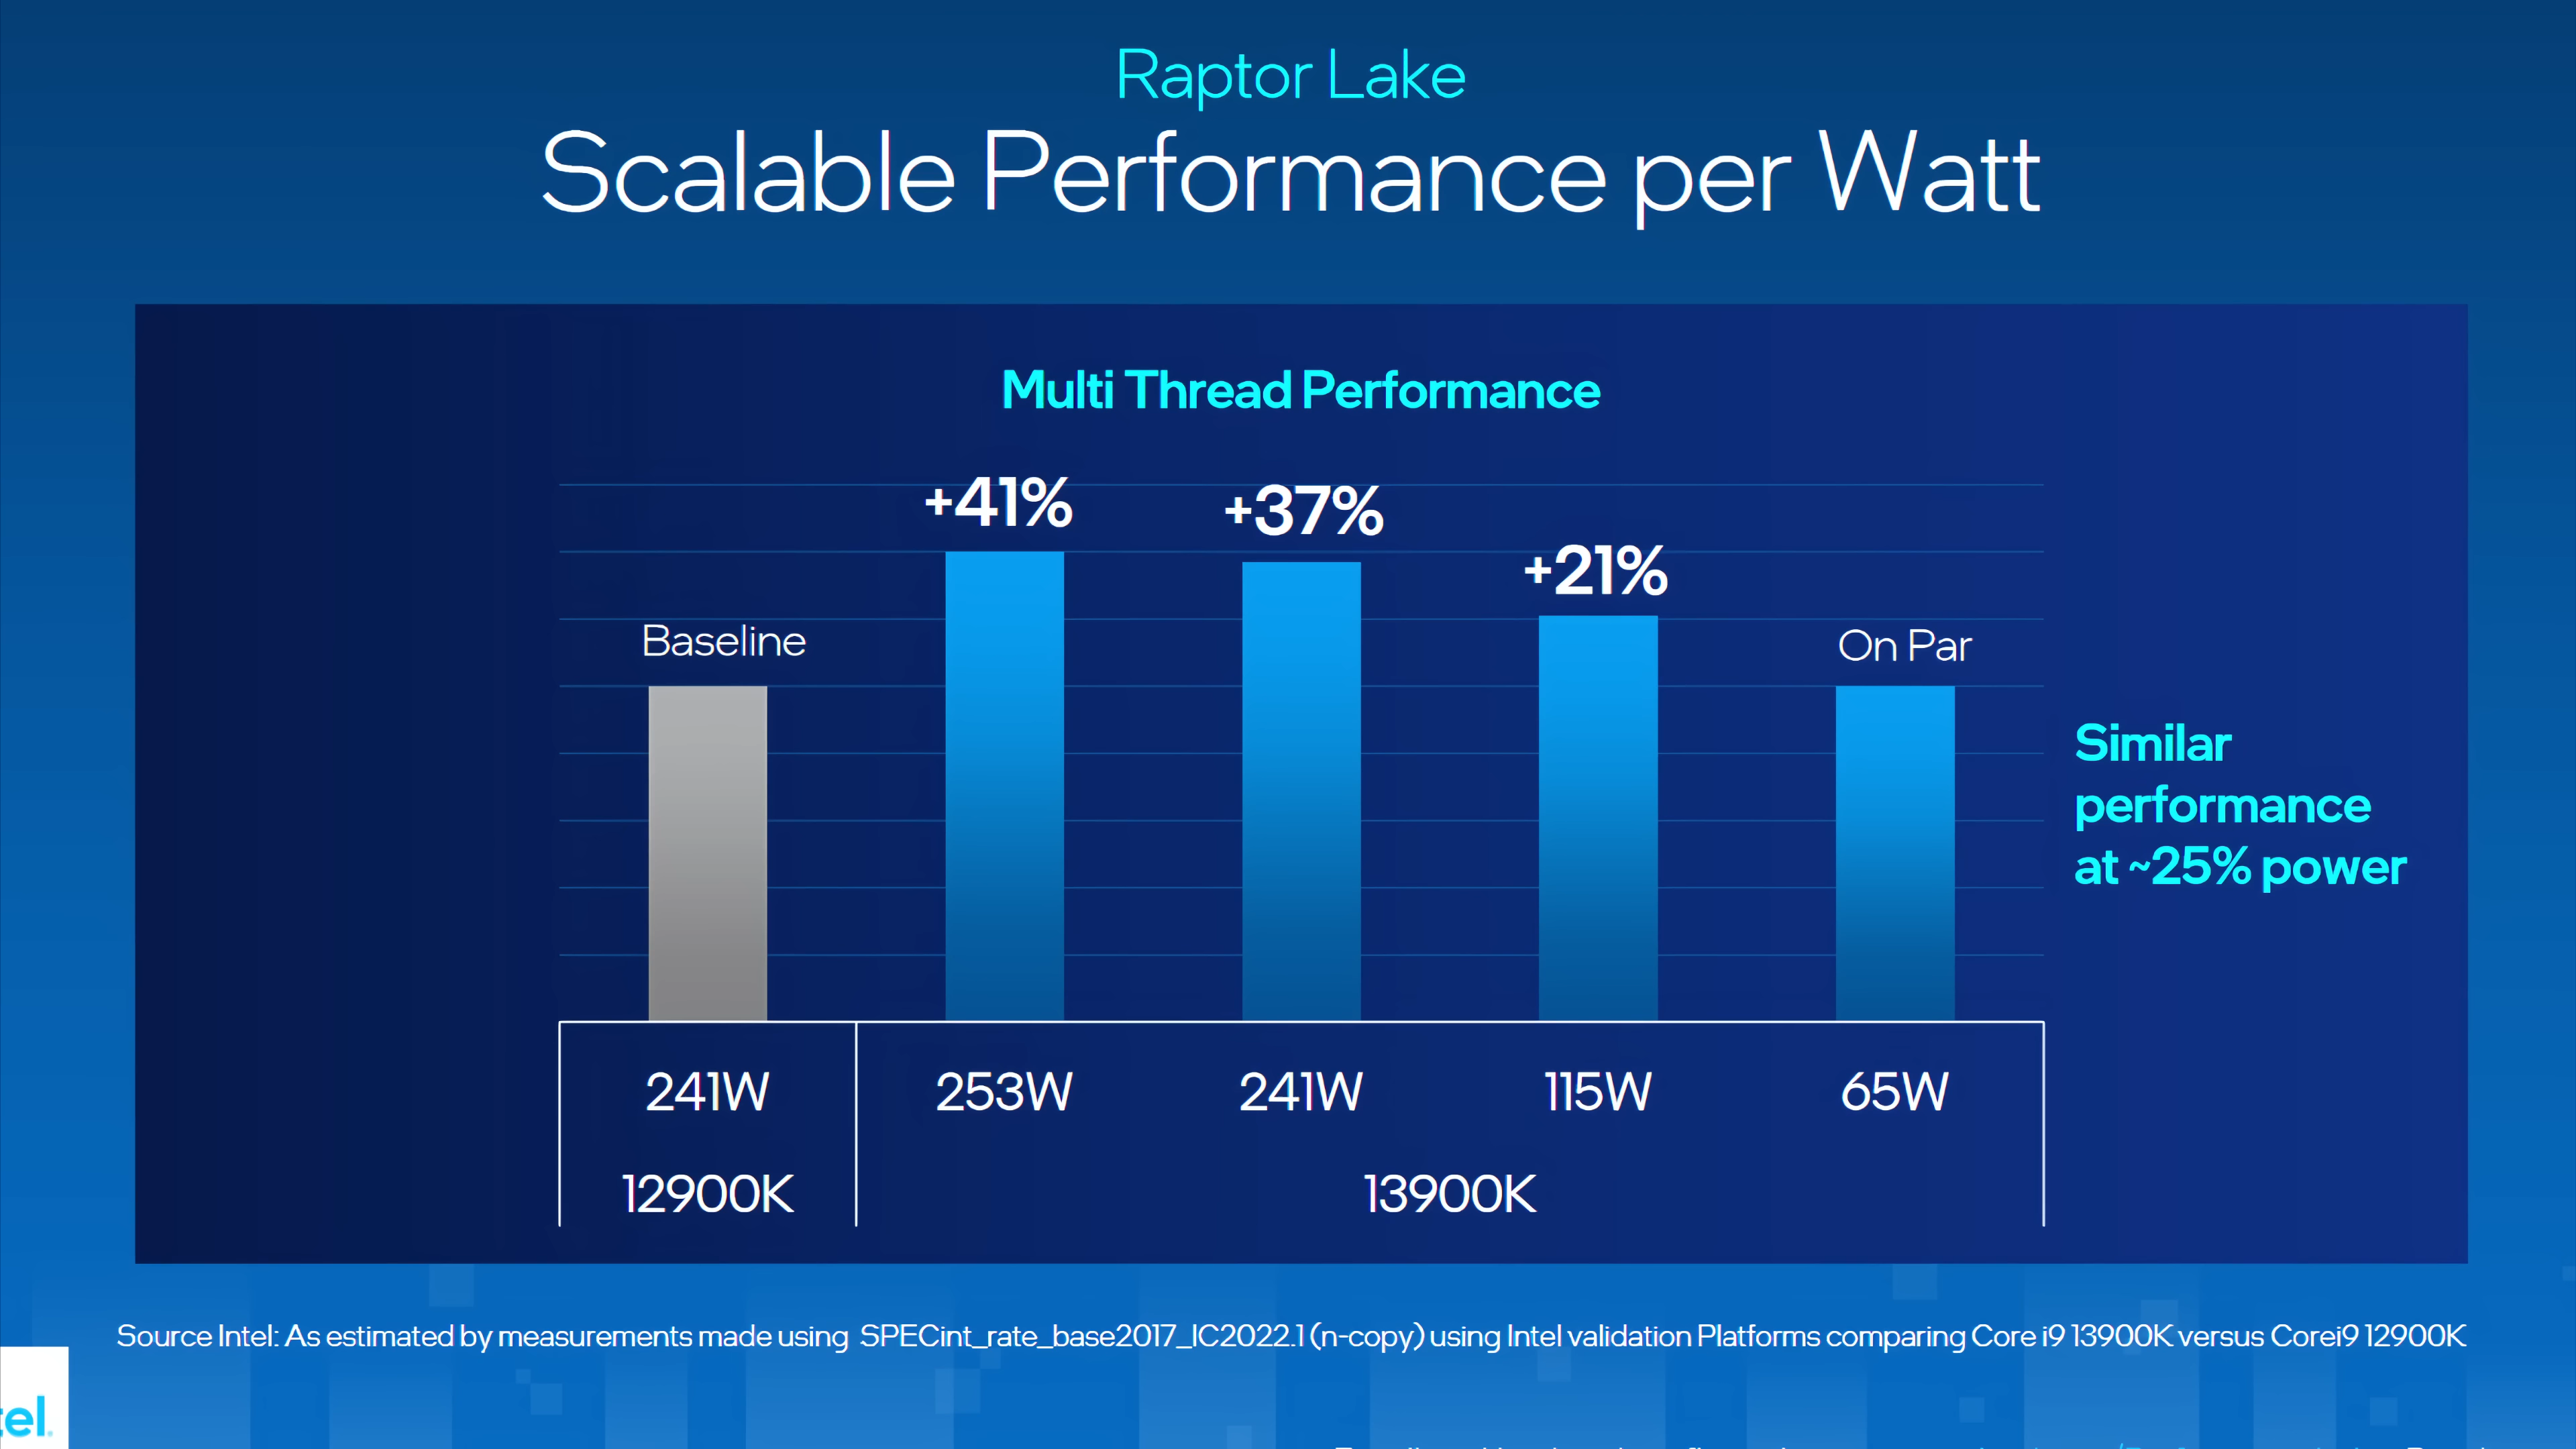 Raptor Lake
Scalable Performance per Watt
Multi Thread Performance
Baseline
+41%
+37%
+21%
On Par
Similar
performance
at ~25% power
241W
253W
241W
115W
65W
12900K
13900K
Source Intel: As estimated by measurements made using SPECint_rate_base2017_IC2022.1 (n-copy) using Intel validation Platforms comparing Core i9 13900K versus Corei9 12900K
tel.